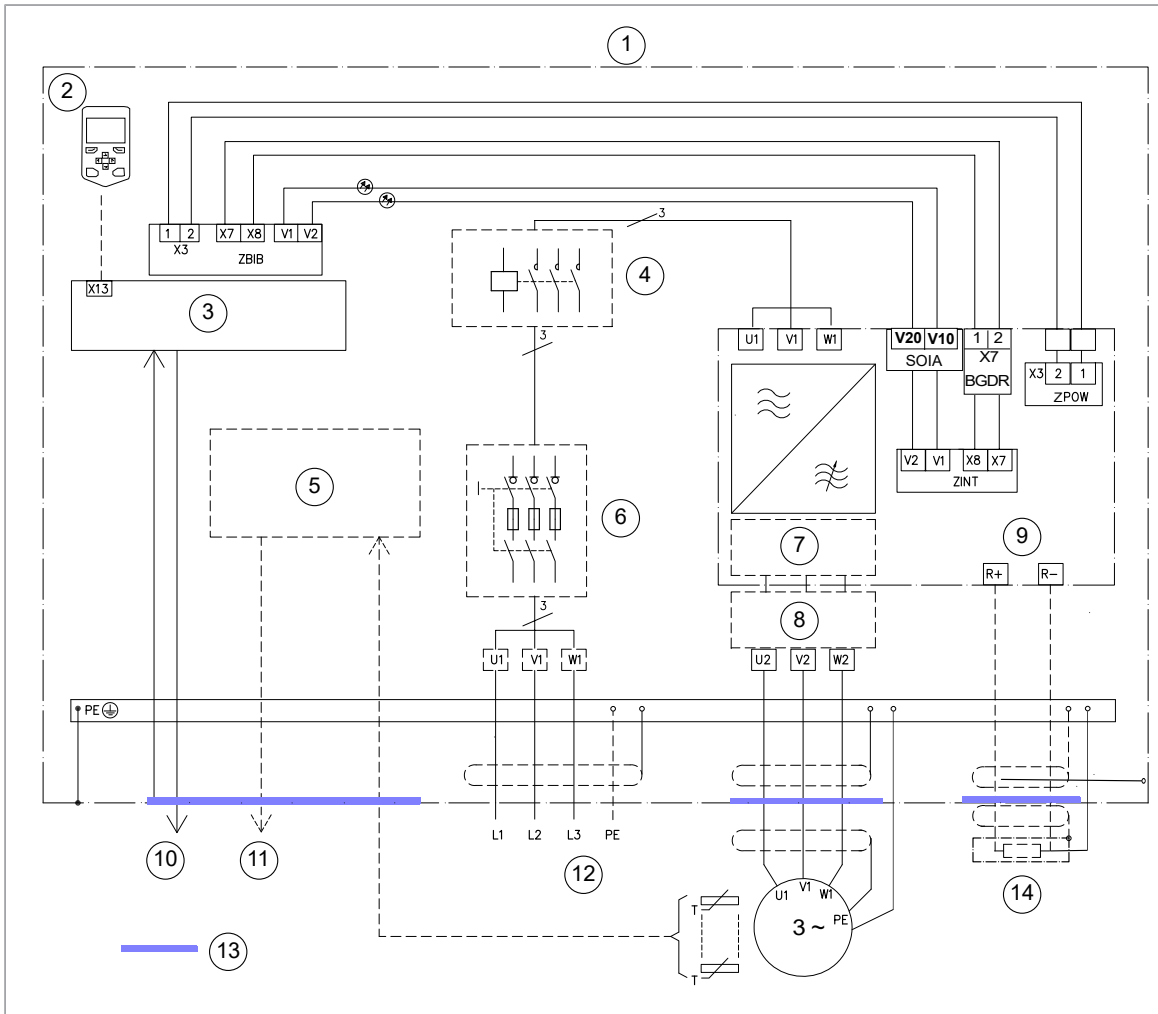 1
2
3
1 2 X7 X8 V1 V2
X3
ZBIB
4
X13
3
3
U1 V1 W1
V20 V10 1 2
SOIA X7
BGDR
X3 2 1
ZPOW
3
V2 V1 X8 X7
ZINT
5
6
7
9
R+ R-
3
8
U1 V1 W1
U2 V2 W2
PE
L1 L2 L3 PE
10
11
12
14
U1 V1 W1
PE
3 ~
T
T
13